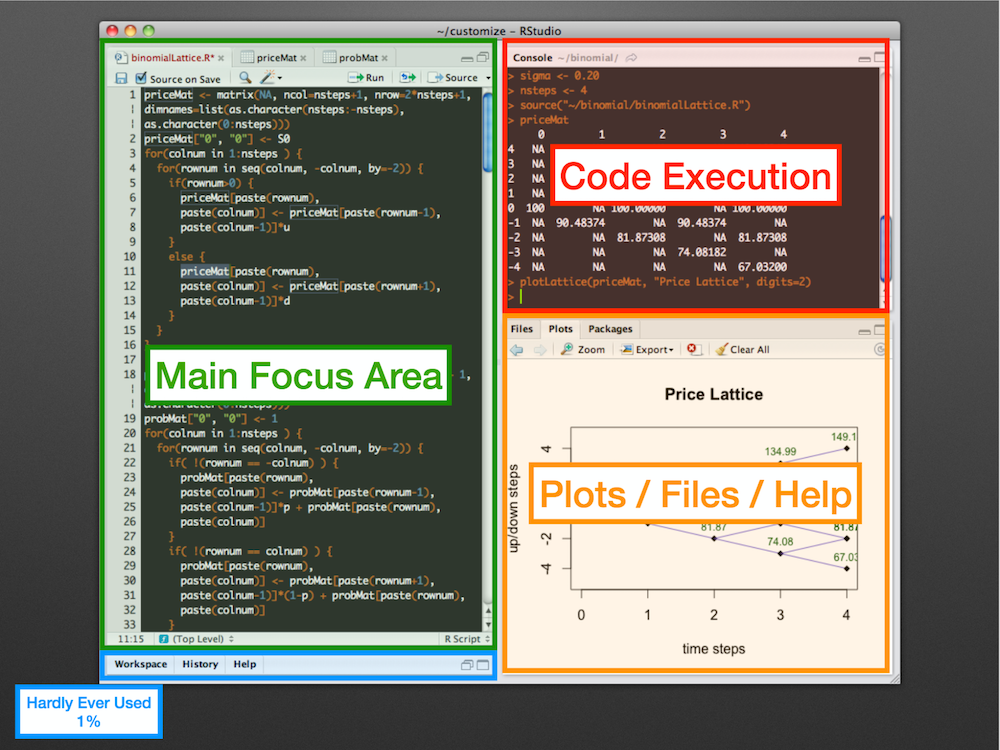 ~/customize - RStudio
binomialLattice.R* priceMat probMat
Source on Save Run Source
1 priceMat <- matrix(NA, ncol=nsteps+1, nrow=2*nsteps+1,
dimnames=list(as.character(nsteps:-nsteps),
as.character(0:nsteps)))
2 priceMat["0", "0"] <- S0
3 for(colnum in 1:nsteps ) {
4 for(rownum in seq(colnum, -colnum, by=-2)) {
5 if(rownum>0) {
6 priceMat[paste(rownum),
7 paste(colnum)] <- priceMat[paste(rownum-1),
8 paste(colnum-1)]*u
9 }
10 else {
11 priceMat[paste(rownum),
12 paste(colnum)] <- priceMat[paste(rownum+1),
13 paste(colnum-1)]*d
14 }
15 }
16
17
Main Focus Area
18 1,
19 probMat["0", "0"] <- 1
20 for(colnum in 1:nsteps ) {
21 for(rownum in seq(colnum, -colnum, by=-2)) {
22 if( !(rownum == -colnum) ) {
23 probMat[paste(rownum),
24 paste(colnum)] <- probMat[paste(rownum-1),
25 paste(colnum-1)]*p + probMat[paste(rownum),
26 paste(colnum)]
27 }
28 if( !(rownum == colnum) ) {
29 probMat[paste(rownum),
30 paste(colnum)] <- probMat[paste(rownum+1),
31 paste(colnum-1)]*(1-p) + probMat[paste(rownum),
32 paste(colnum)]
33 }
11:15 (Top Level) R Script
Workspace History Help
Hardly Ever Used
1%
Console ~/binomial/
> sigma <- 0.20
> nsteps <- 4
> source("~/binomial/binomialLattice.R")
> priceMat
0 1 2 3 4
4 NA
3 NA
2 NA
1 NA
Code Execution
0 100 NA 100.00000 NA 100.00000
-1 NA 90.48374 NA 90.48374 NA
-2 NA NA 81.87308 NA 81.87308
-3 NA NA NA 74.08182 NA
-4 NA NA NA NA 67.03200
> plotLattice(priceMat, "Price Lattice", digits=2)
>
Files Plots Packages
Zoom Export Clear All
Price Lattice
149.1
134.99
4
Plots / Files / Help
up/down steps
81.87 81.87
-2
74.08
67.03
-4
0 1 2 3 4
time steps